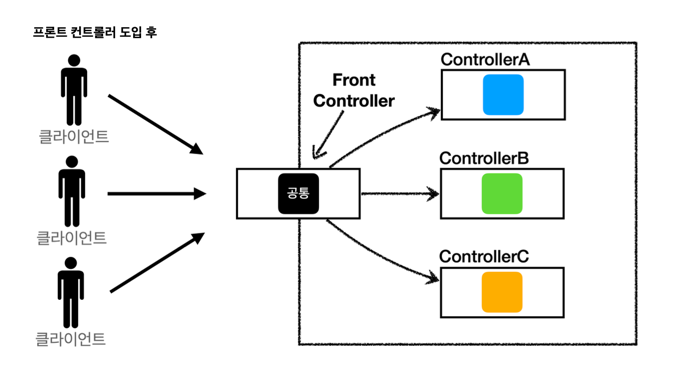 프론트 컨트롤러 도입 후
클라이언트
클라이언트
클라이언트
Front
Controller
공통
ControllerA
ControllerB
ControllerC